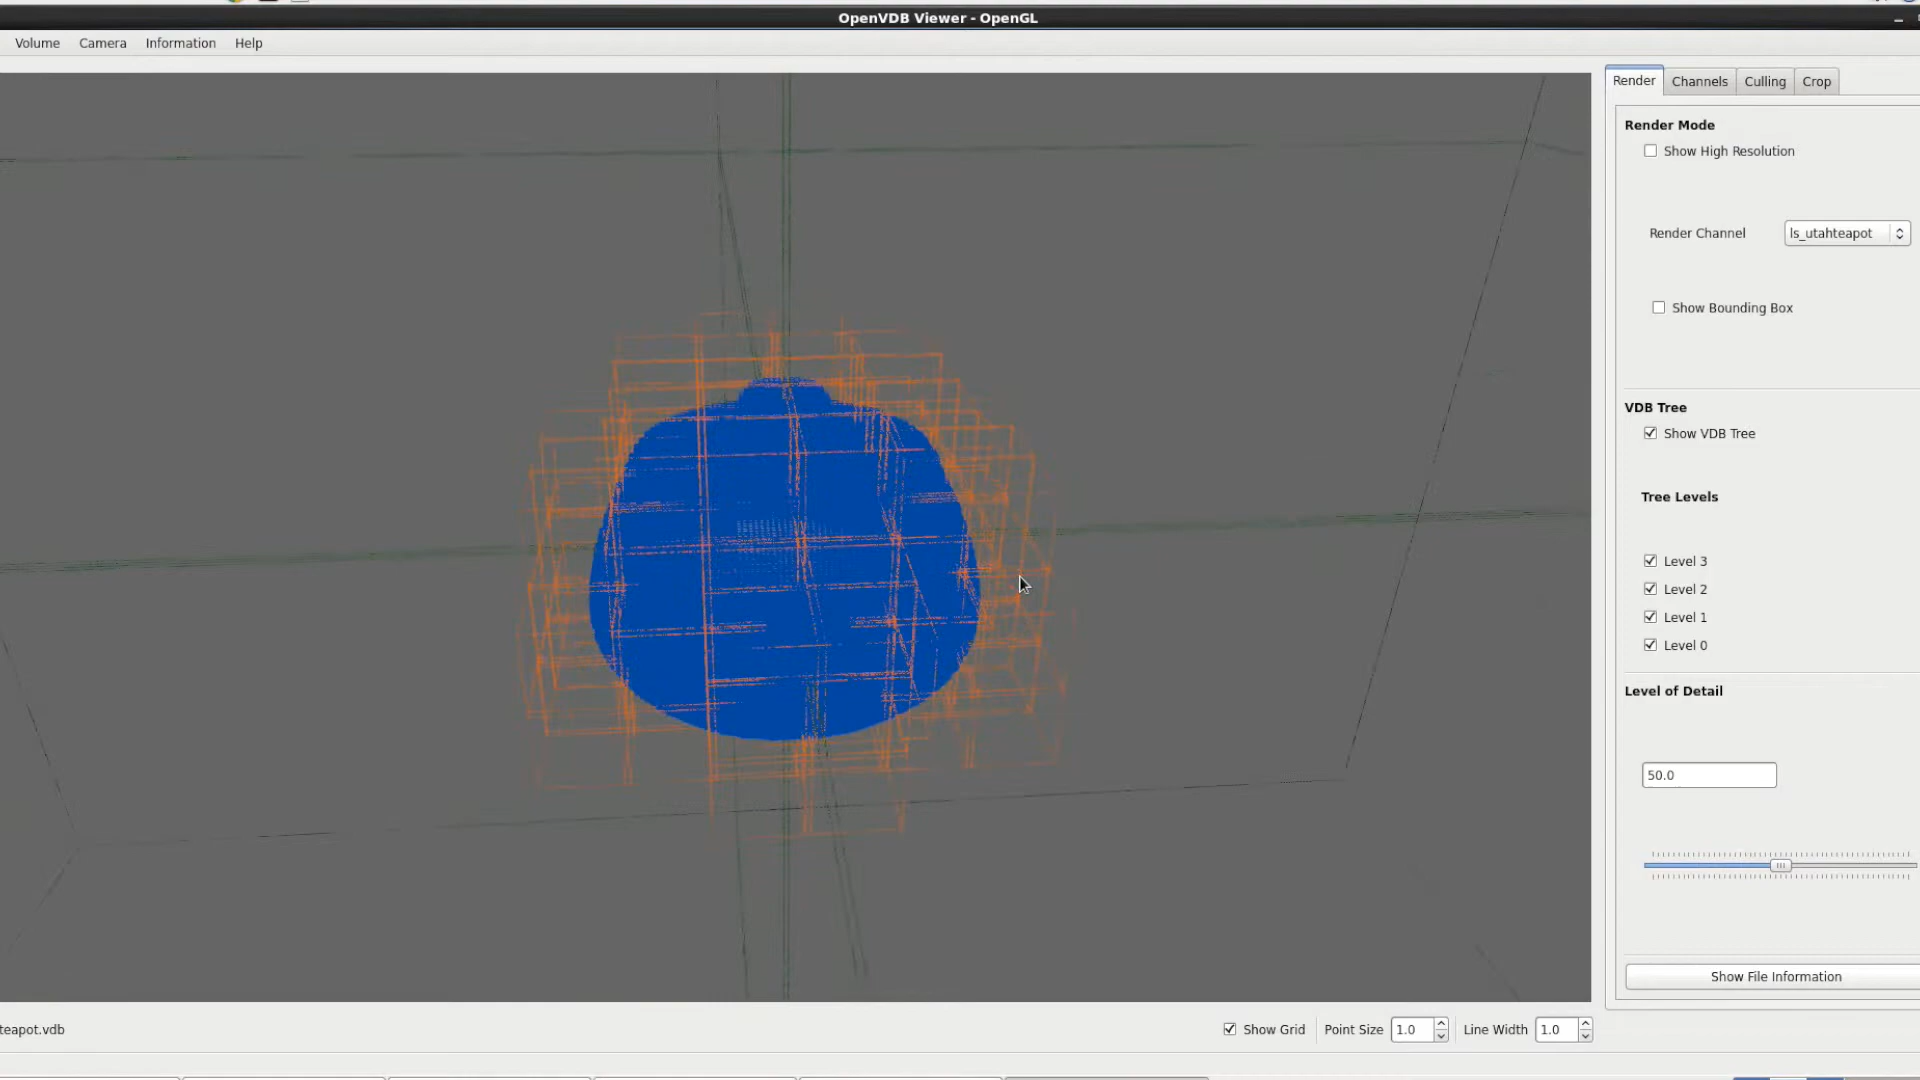 OpenVDB Viewer - OpenGL
Volume Camera Information Help
Render Channels Culling Crop
Render Mode
Show High Resolution
Render Channel ls_utahteapot
Show Bounding Box
VDB Tree
Show VDB Tree
Tree Levels
Level 3
Level 2
Level 1
Level 0
Level of Detail
50.0
Show File Information
teapot.vdb Show Grid Point Size 1.0 Line Width 1.0